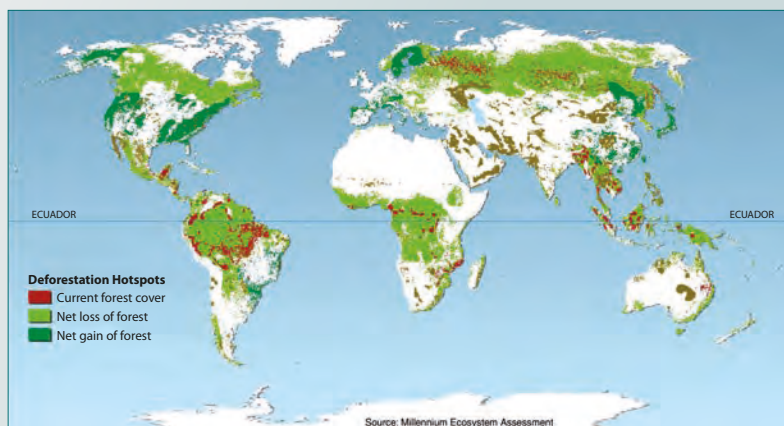 ECUADOR
ECUADOR
Deforestation Hotspots
Current forest cover
Net loss of forest
Net gain of forest
Source: Millennium Ecosystem Assessment